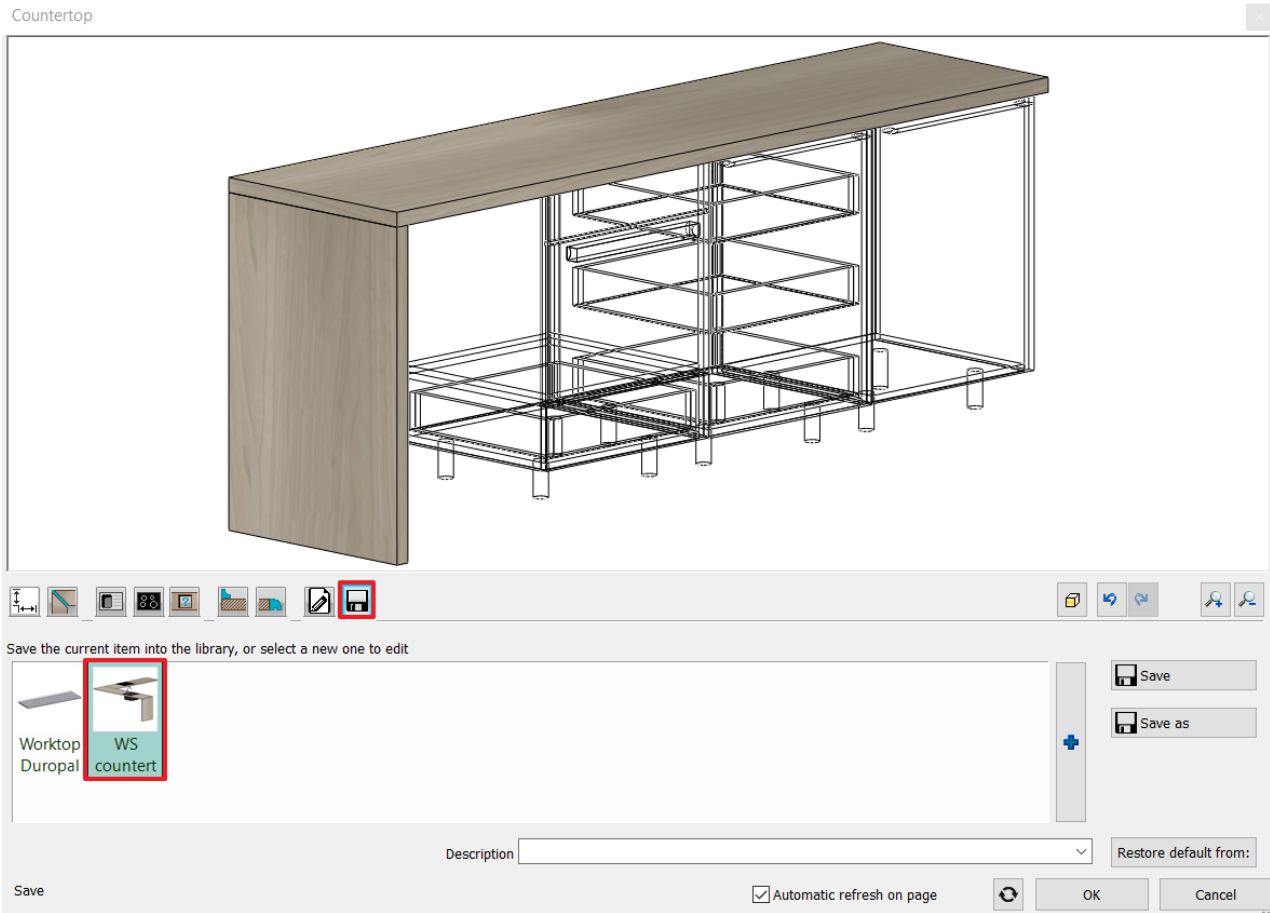 Countertop
Save the current item into the library, or select a new one to edit
Worktop
Duropal
WS
countert
Save
Save as
Description
Restore default from:
Save
Automatic refresh on page
OK
Cancel